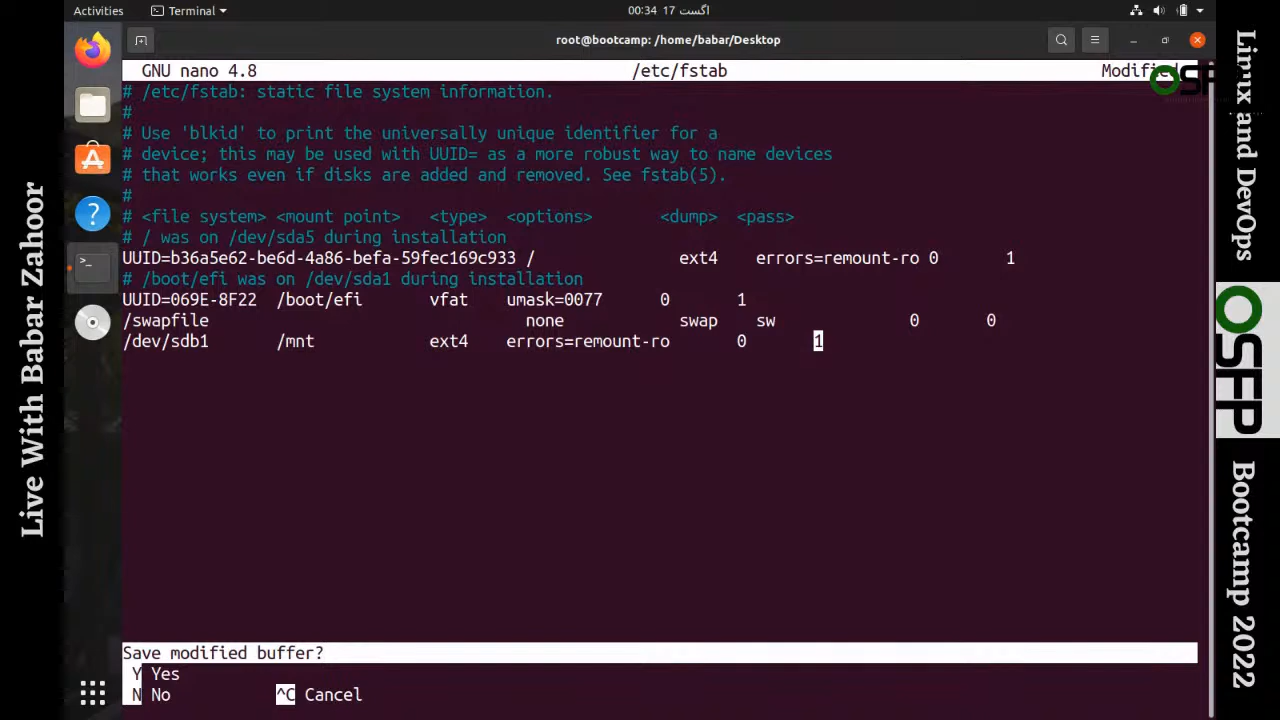 Activities Terminal 00:34 17 اگست
root@bootcamp: /home/babar/Desktop
GNU nano 4.8 /etc/fstab Modified
# /etc/fstab: static file system information.
#
# Use 'blkid' to print the universally unique identifier for a
# device; this may be used with UUID= as a more robust way to name devices
# that works even if disks are added and removed. See fstab(5).
#
# <file system> <mount point> <type> <options> <dump> <pass>
# / was on /dev/sda5 during installation
UUID=b36a5e62-be6d-4a86-befa-59fec169c933 / ext4 errors=remount-ro 0 1
# /boot/efi was on /dev/sda1 during installation
UUID=069E-8F22 /boot/efi vfat umask=0077 0 1
/swapfile none swap sw 0 0
/dev/sdb1 /mnt ext4 errors=remount-ro 0 1
Save modified buffer?
Y Yes
N No ^C Cancel
Live With Babar Zahoor
Linux and DevOps
OSFP
Bootcamp 2022
OSFP